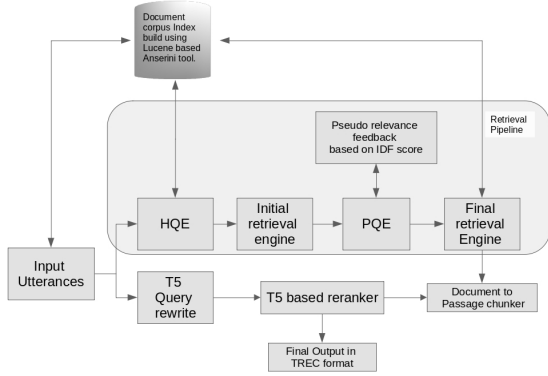 Document
corpus Index
build using
Lucene based
Anserini tool.
Retrieval
Pipeline
Pseudo relevance
feedback
based on IDF score
HQE
Initial
retrieval
engine
PQE
Final
retrieval
Engine
Input
Utterances
T5
Query
rewrite
T5 based reranker
Document to
Passage chunker
Final Output in
TREC format